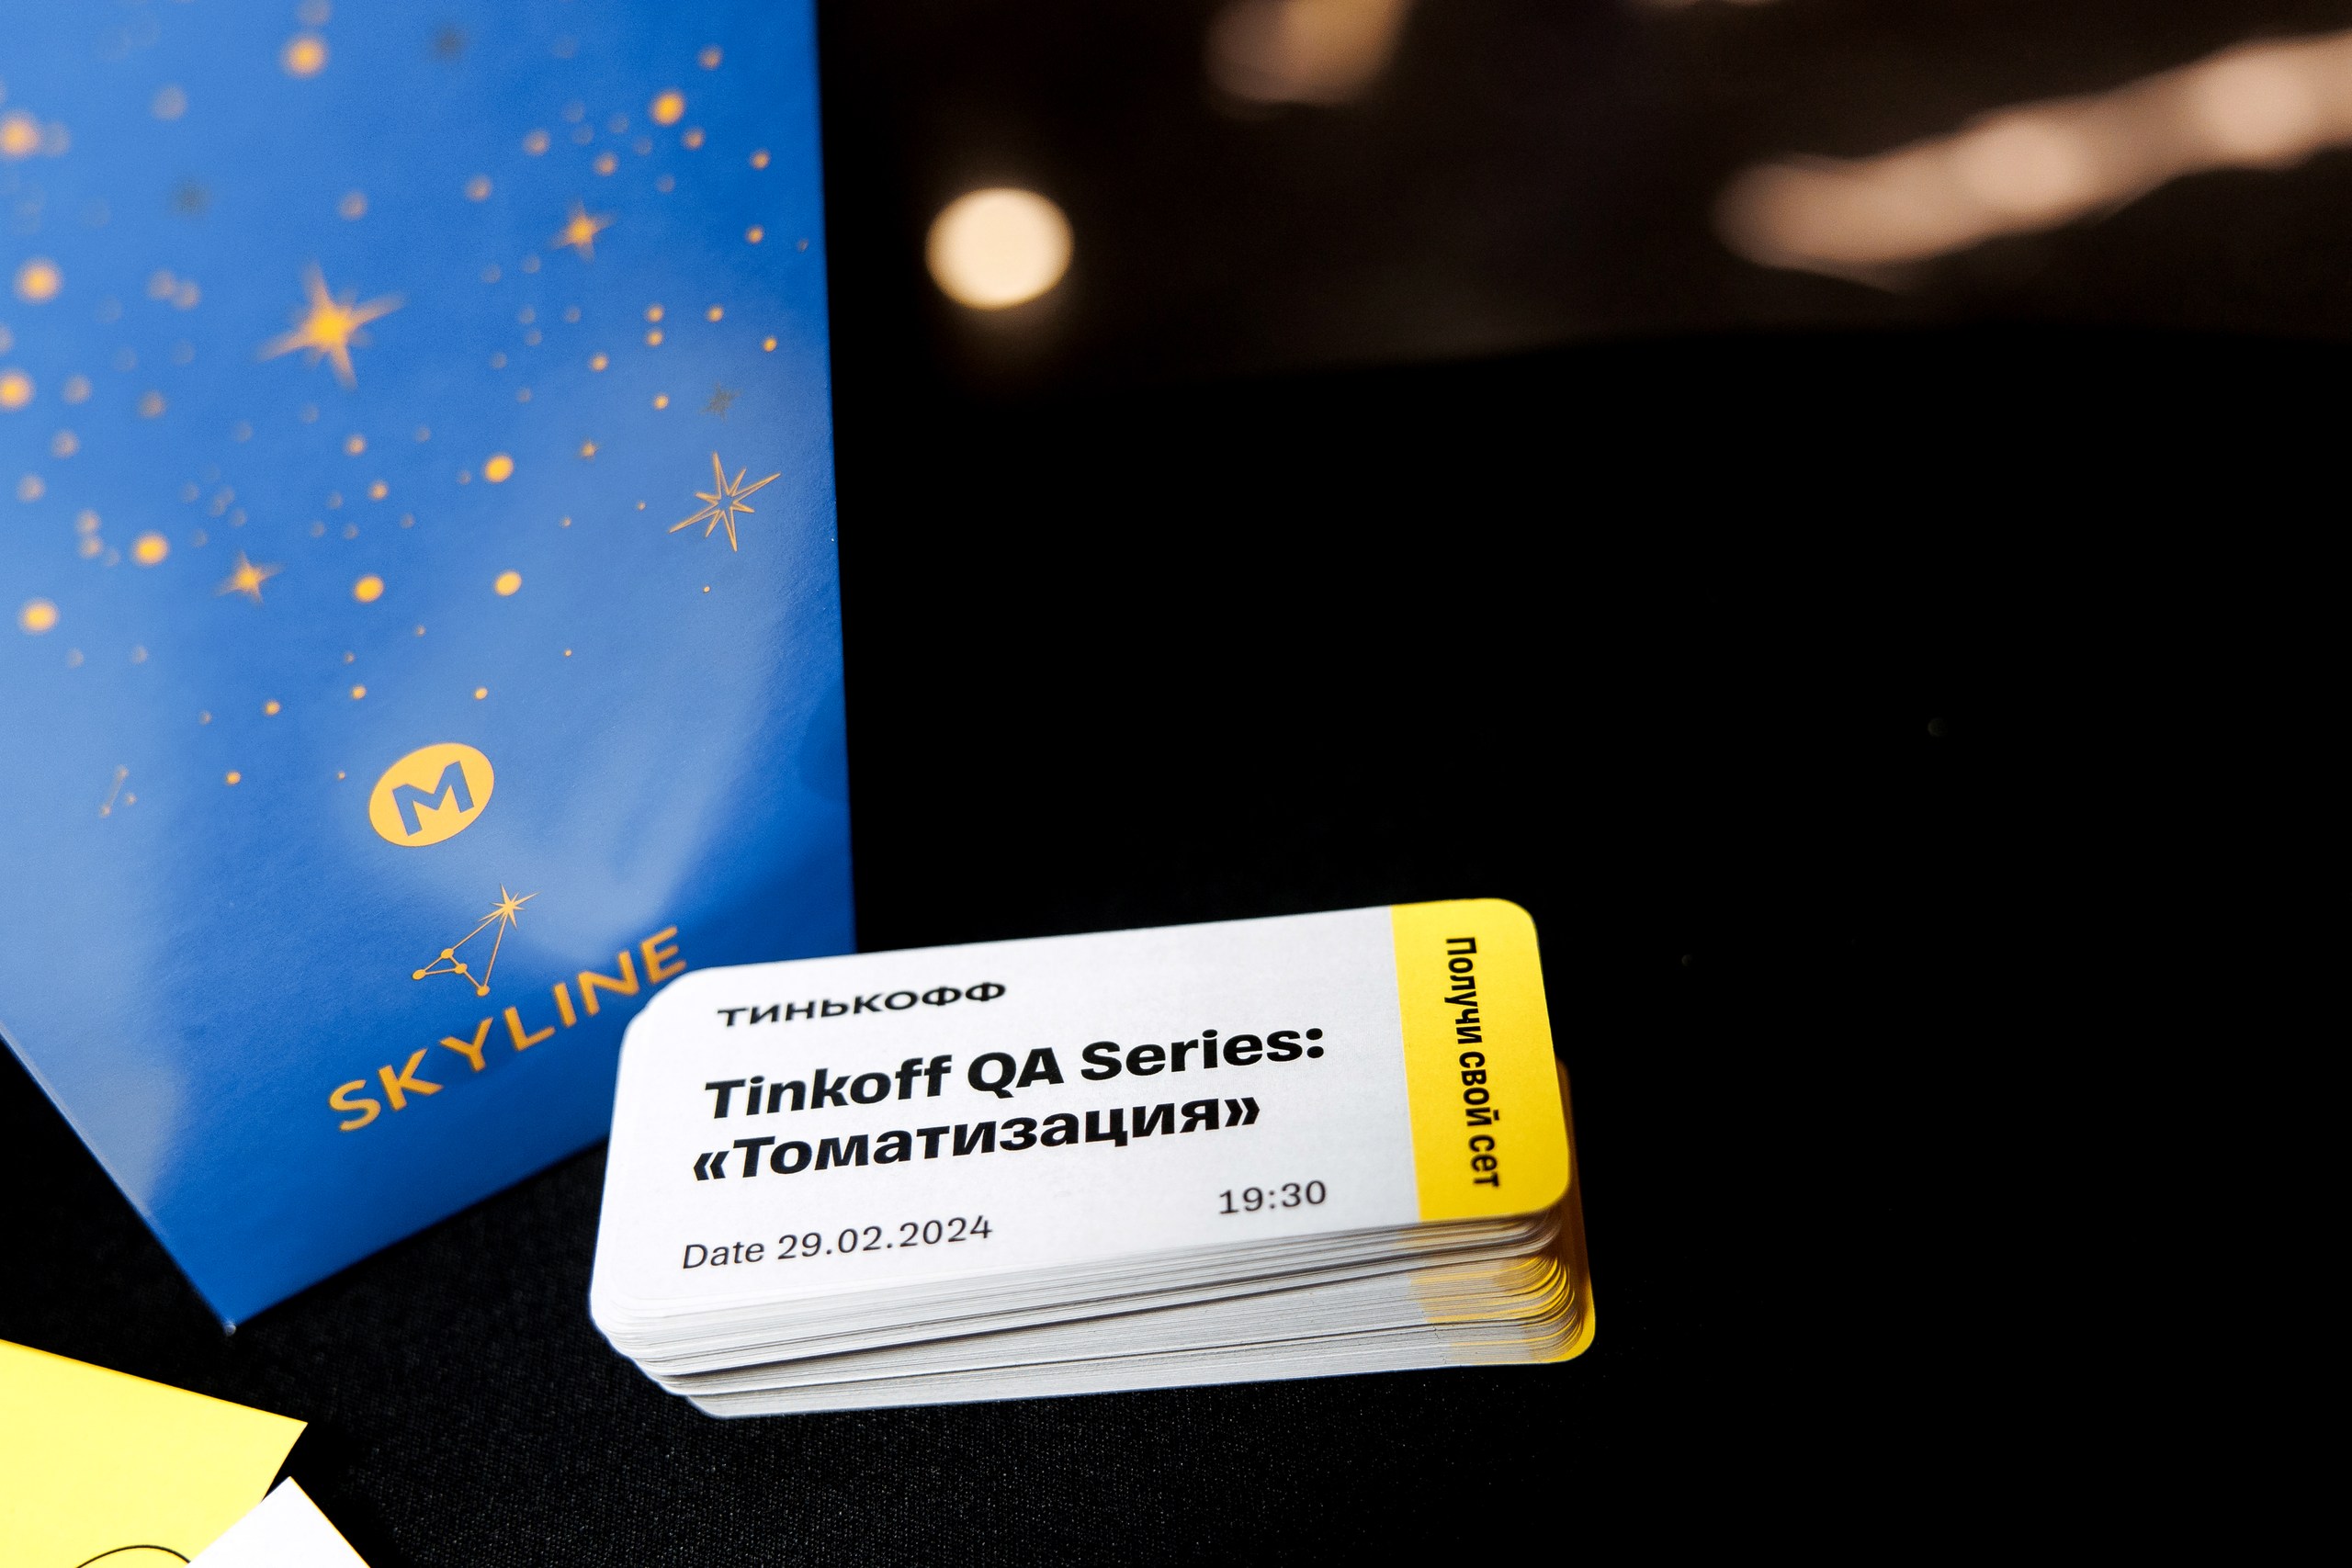 M
SKYLINE
ТИНЬКОФФ
Tinkoff QA Series:
«Томатизация»
Date 29.02.2024
19:30
Получи свой сет